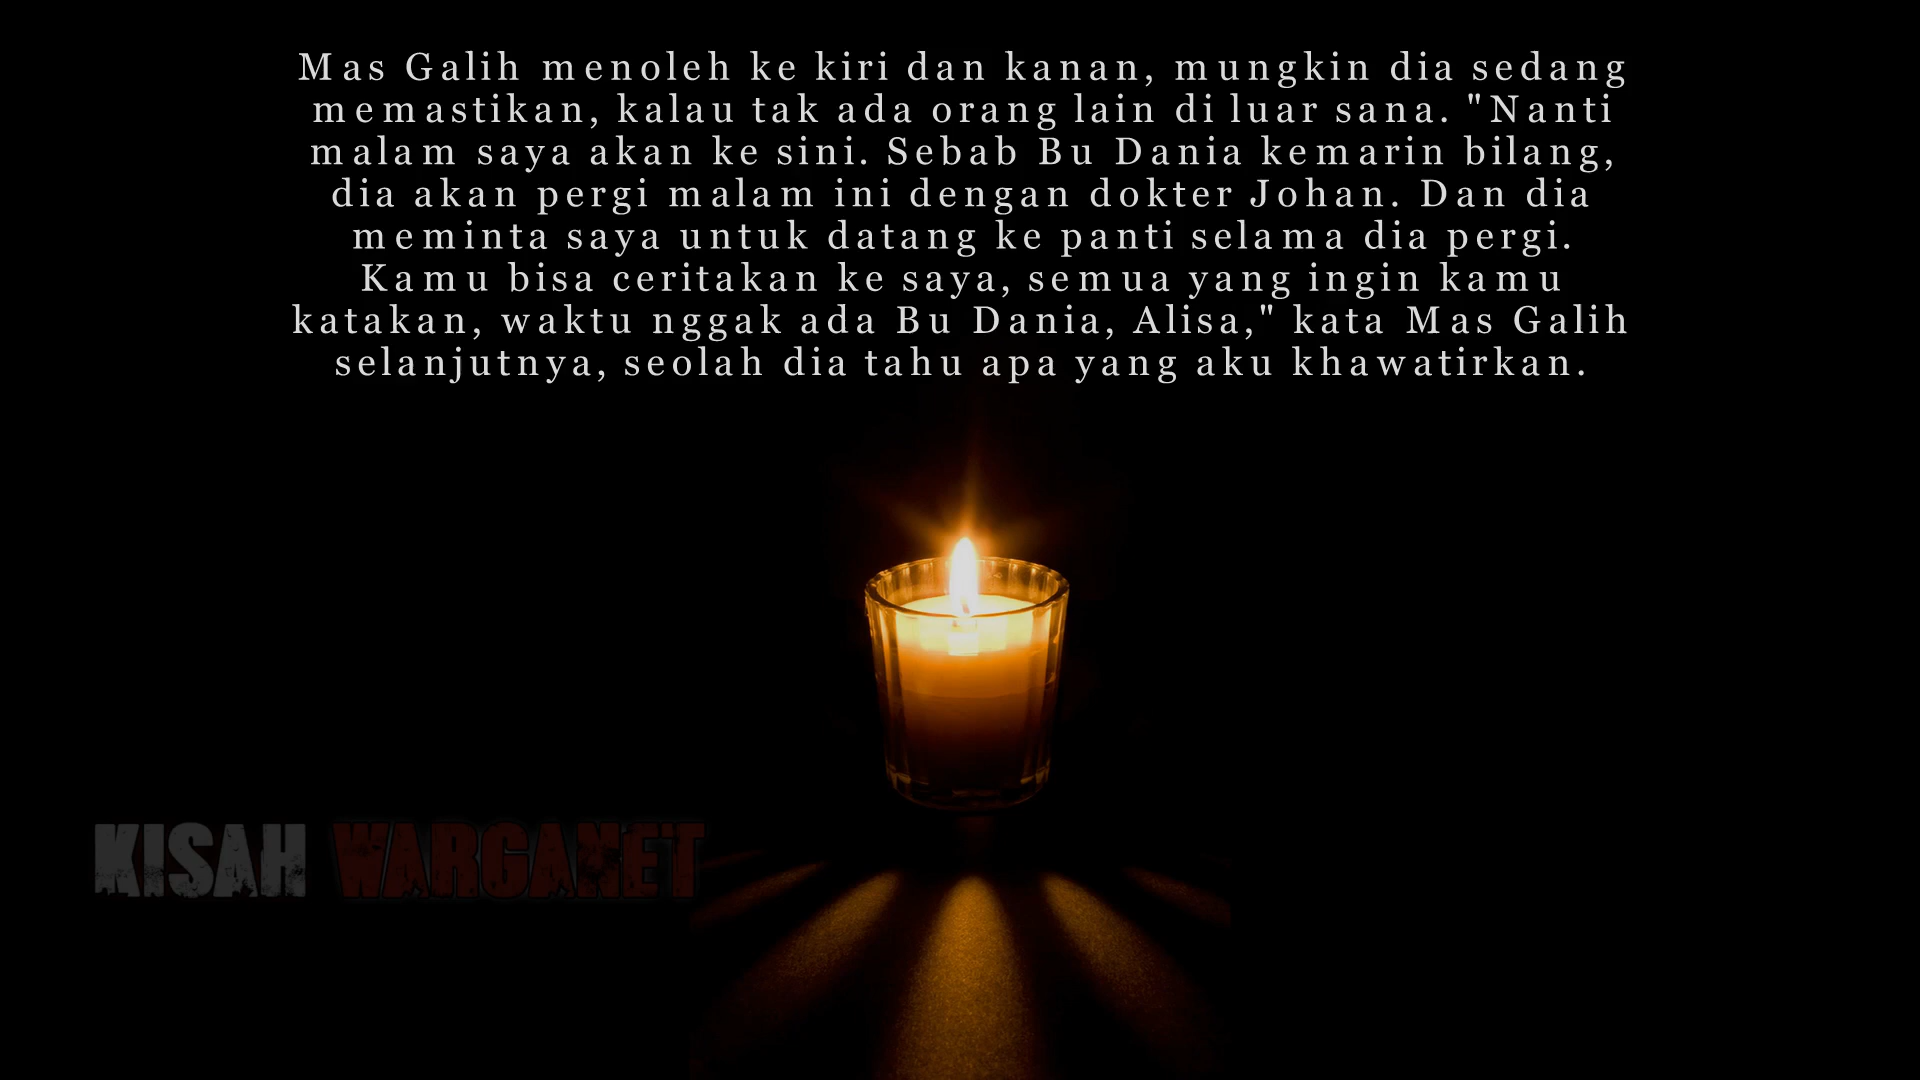 Mas Galih menoleh ke kiri dan kanan, mungkin dia sedang
memastikan, kalau tak ada orang lain di luar sana. "Nanti
malam saya akan ke sini. Sebab Bu Dania kemarin bilang,
dia akan pergi malam ini dengan dokter Johan. Dan dia
meminta saya untuk datang ke panti selama dia pergi.
Kamu bisa ceritakan ke saya, semua yang ingin kamu
katakan, waktu nggak ada Bu Dania, Alisa," kata Mas Galih
selanjutnya, seolah dia tahu apa yang aku khawatirkan.
KISAH WARGANET